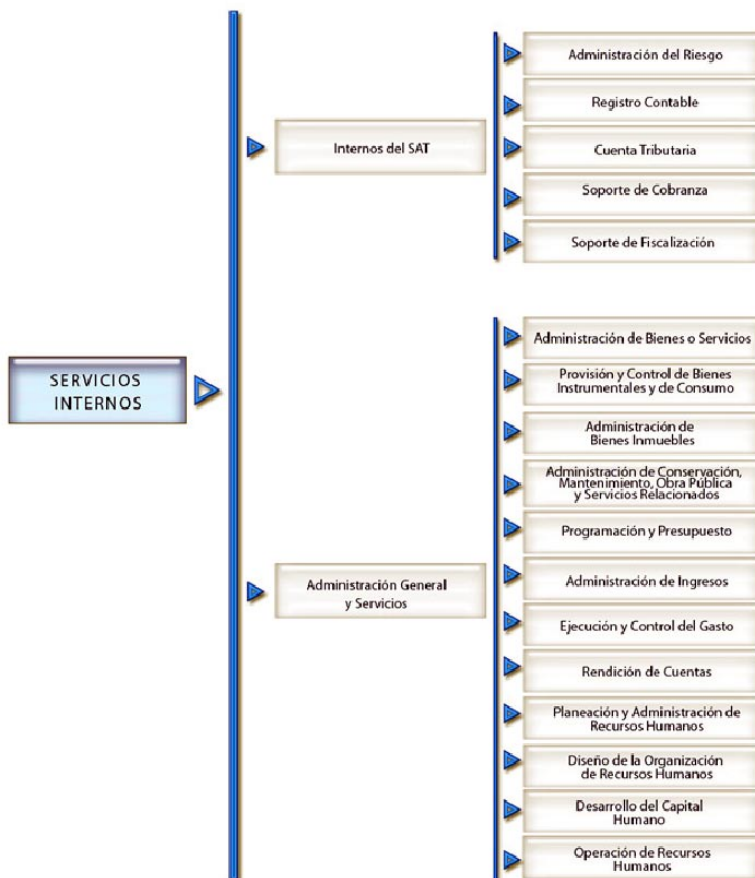 SERVICIOS
INTERNOS
Internos del SAT
Administración del Riesgo
Registro Contable
Cuenta Tributaria
Soporte de Cobranza
Soporte de Fiscalización
Administración General
y Servicios
Administración de Bienes o Servicios
Provisión y Control de Bienes
Instrumentales y de Consumo
Administración de
Bienes Inmuebles
Administración de Conservación,
Mantenimiento, Obra Pública
y Servicios Relacionados
Programación y Presupuesto
Administración de Ingresos
Ejecución y Control del Gasto
Rendición de Cuentas
Planeación y Administración de
Recursos Humanos
Diseño de la Organización
de Recursos Humanos
Desarrollo del Capital
Humano
Operación de Recursos
Humanos